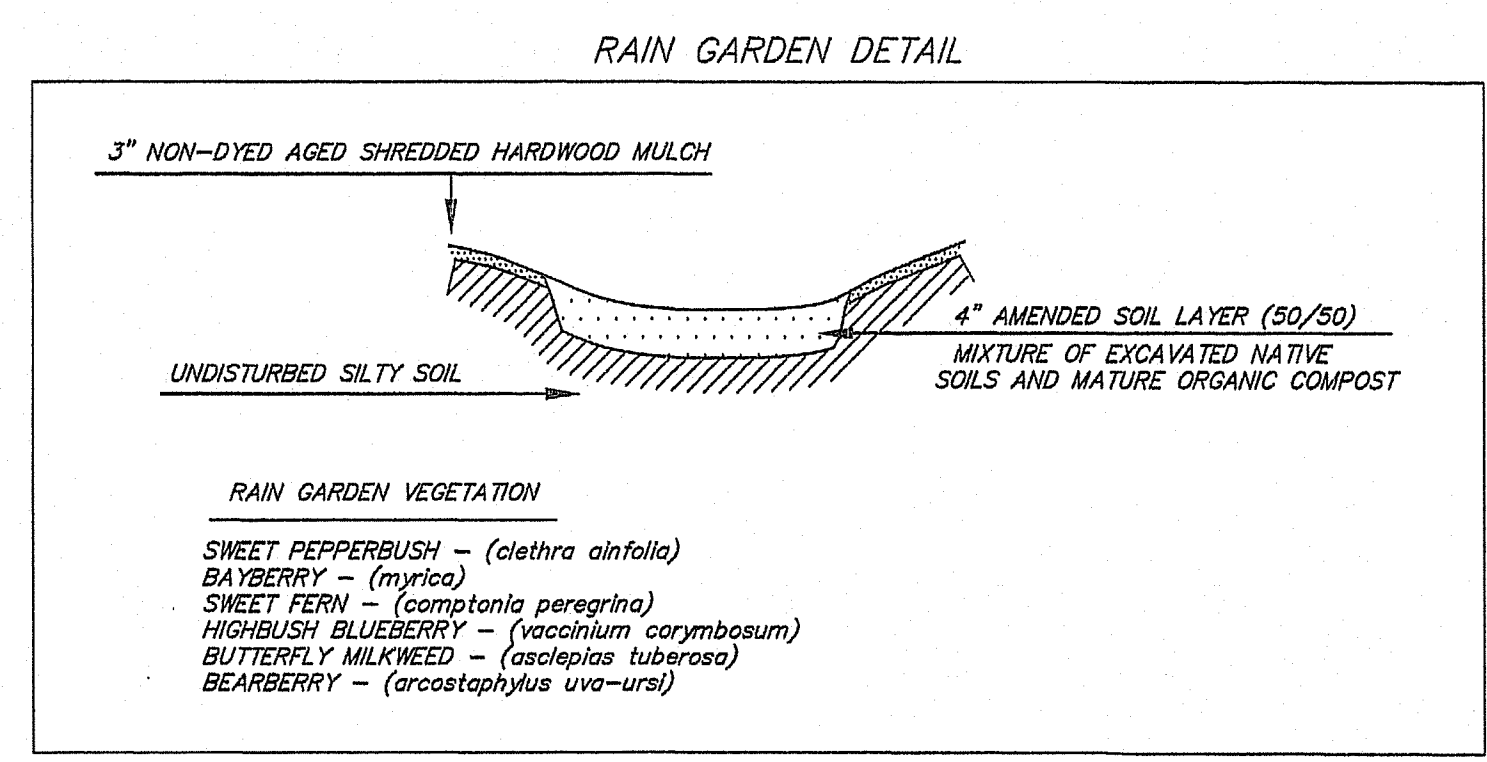 RAIN GARDEN DETAIL
3" NON-DYED AGED SHREDDED HARDWOOD MULCH
4" AMENDED SOIL LAYER (50/50)
MIXTURE OF EXCAVATED NATIVE
SOILS AND MATURE ORGANIC COMPOST
UNDISTURBED SILTY SOIL
RAIN GARDEN VEGETATION
SWEET PEPPERBUSH - (clethra ainfolia)
BAYBERRY - (myrica)
SWEET FERN - (comptonia peregrina)
HIGHBUSH BLUEBERRY - (vaccinium corymbosum)
BUTTERFLY MILKWEED - (asclepias tuberosa)
BEARBERRY - (arcostaphylus uva-ursi)